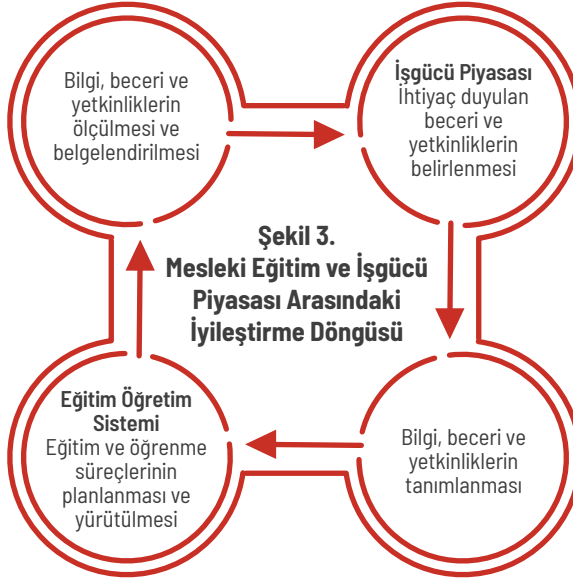 Bilgi, beceri ve
yetkinliklerin
ölçülmesi ve
belgelendirilmesi
İşgücü Piyasası
İhtiyaç duyulan
beceri ve
yetkinliklerin
belirlenmesi
Şekil 3.
Mesleki Eğitim ve İşgücü
Piyasası Arasındaki
İyileştirme Döngüsü
Eğitim Öğretim
Sistemi
Eğitim ve öğrenme
süreçlerinin
planlanması ve
yürütülmesi
Bilgi, beceri ve
yetkinliklerin
tanımlanması